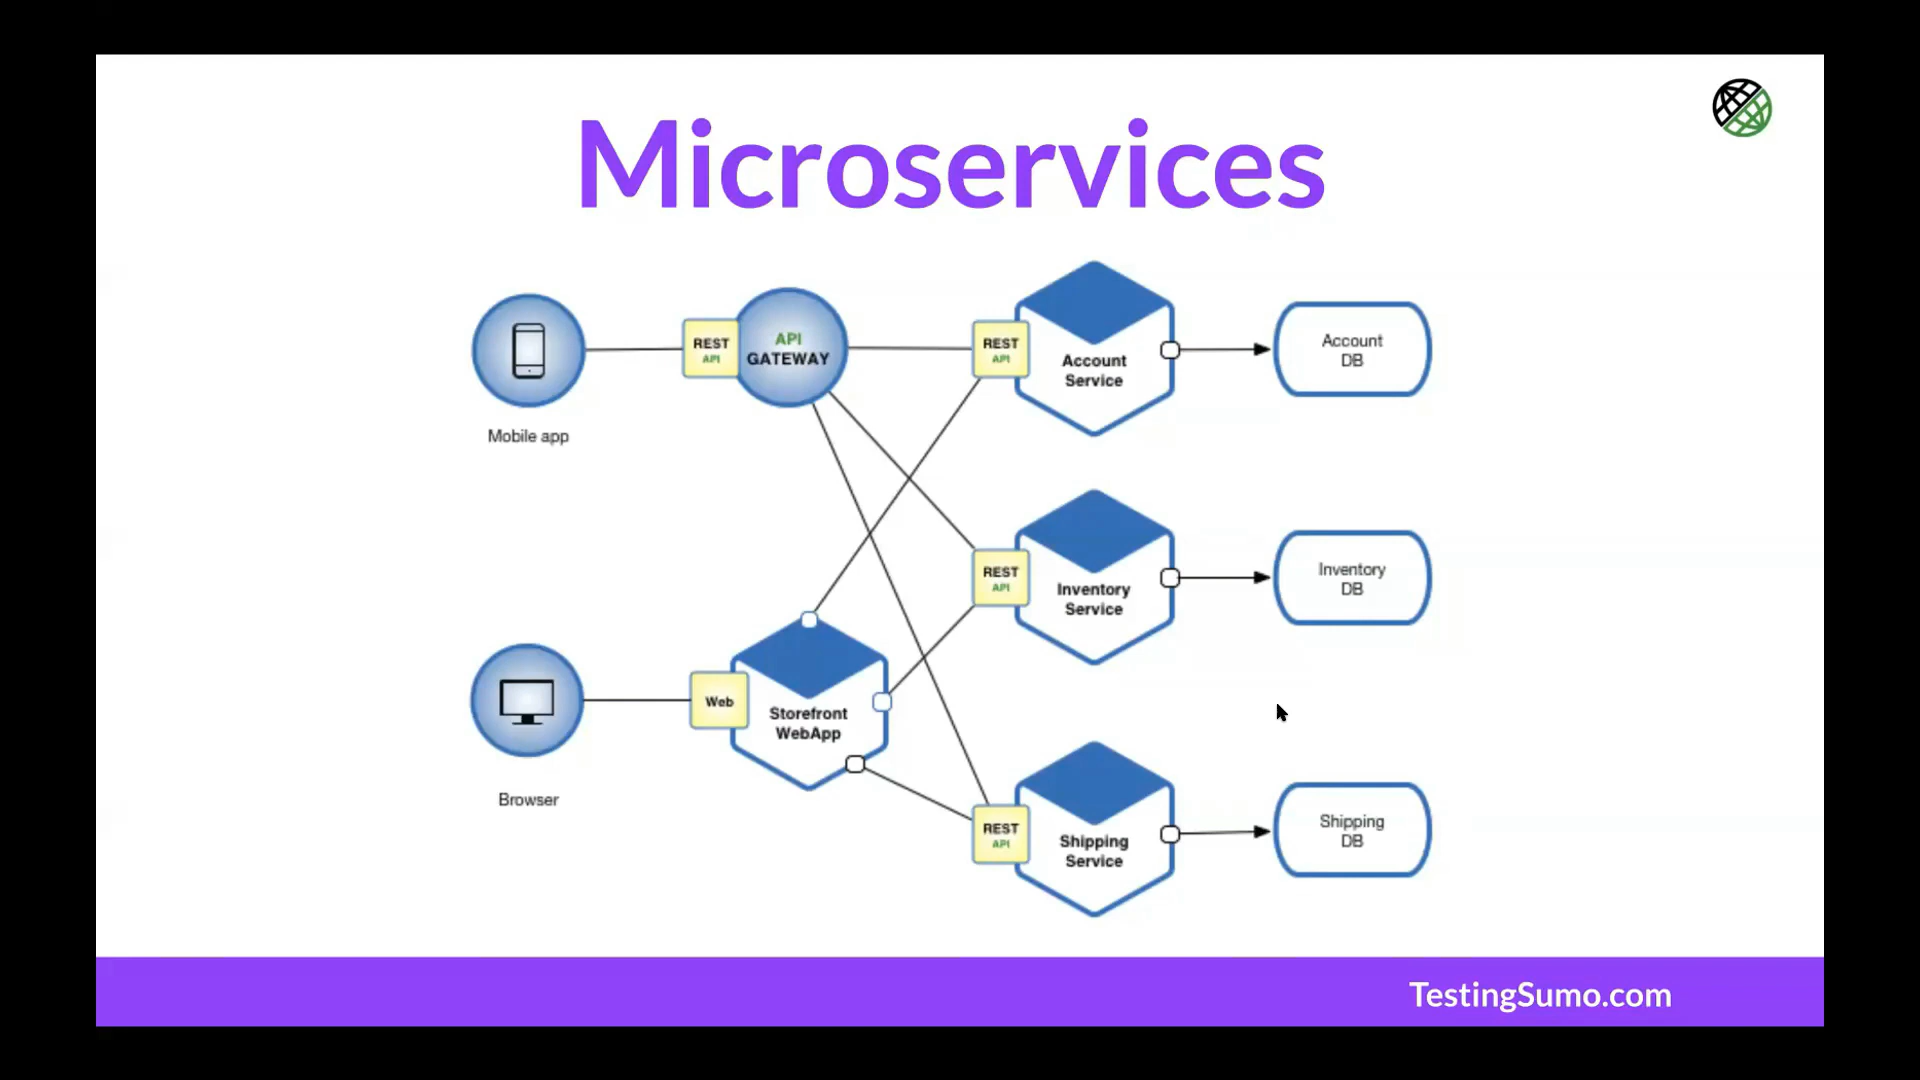 Microservices
REST
API
API
GATEWAY
Mobile app
REST
API
Account
Service
Account
DB
REST
API
Inventory
Service
Inventory
DB
Web
Storefront
WebApp
Browser
REST
API
Shipping
Service
Shipping
DB
TestingSumo.com